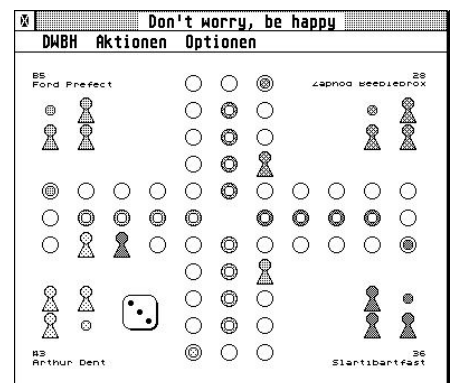 Don't worry, be happy
DWBH Aktionen Optionen
85
Ford Prefect
28
Zaphod Beeblebrox
43
Arthur Dent
36
Slartibartfast